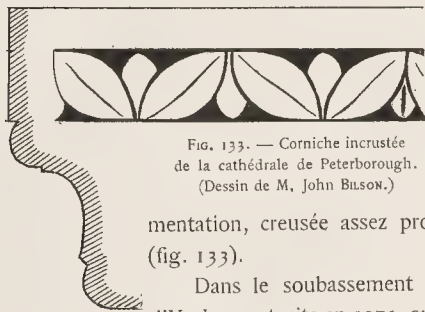 Fig. 133. — Corniche incrustée
de la cathédrale de Peterborough.
(Dessin de M. John Bilson.)
mentation, creusée assez pro
(fig. 133).
Dans le soubassement